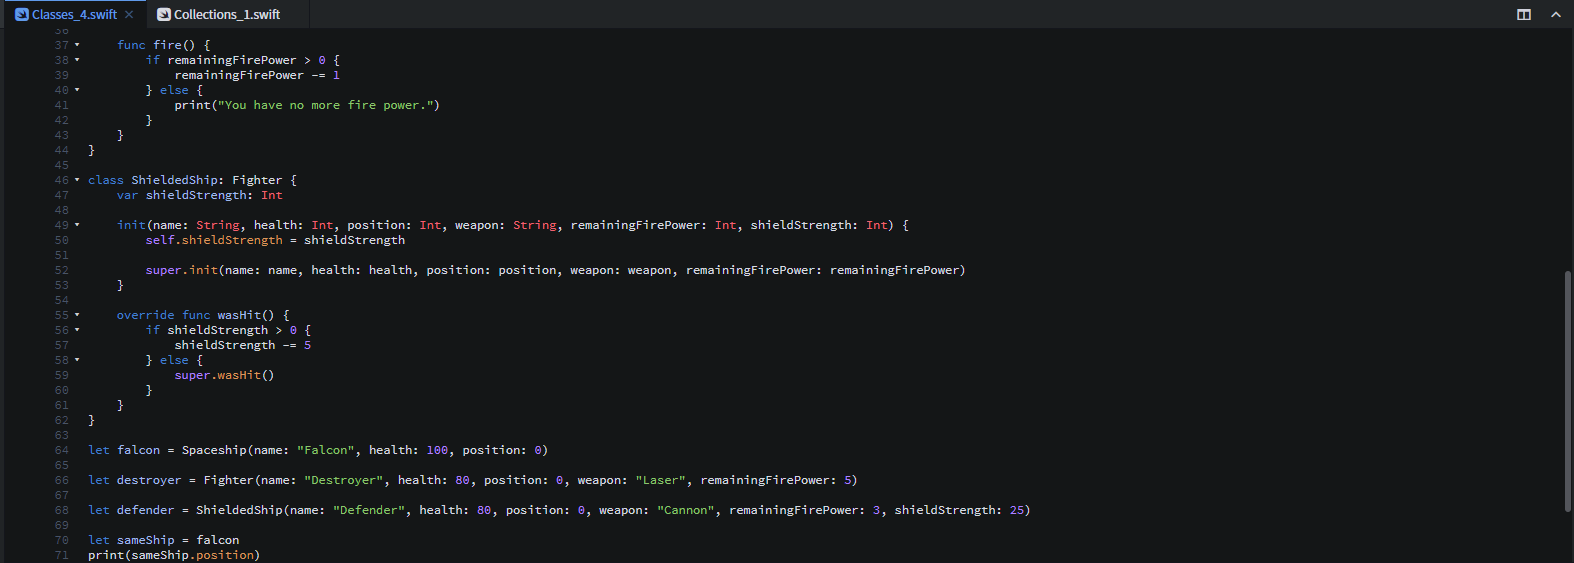 Classes_4.swift × Collections_1.swift
36
37 func fire() {
38 if remainingFirePower > 0 {
39 remainingFirePower -= 1
40 } else {
41 print("You have no more fire power.")
42 }
43 }
44 }
45
46 class ShieldedShip: Fighter {
47 var shieldStrength: Int
48
49 init(name: String, health: Int, position: Int, weapon: String, remainingFirePower: Int, shieldStrength: Int) {
50 self.shieldStrength = shieldStrength
51
52 super.init(name: name, health: health, position: position, weapon: weapon, remainingFirePower: remainingFirePower)
53 }
54
55 override func wasHit() {
56 if shieldStrength > 0 {
57 shieldStrength -= 5
58 } else {
59 super.wasHit()
60 }
61 }
62 }
63
64 let falcon = Spaceship(name: "Falcon", health: 100, position: 0)
65
66 let destroyer = Fighter(name: "Destroyer", health: 80, position: 0, weapon: "Laser", remainingFirePower: 5)
67
68 let defender = ShieldedShip(name: "Defender", health: 80, position: 0, weapon: "Cannon", remainingFirePower: 3, shieldStrength: 25)
69
70 let sameShip = falcon
71 print(sameShip.position)